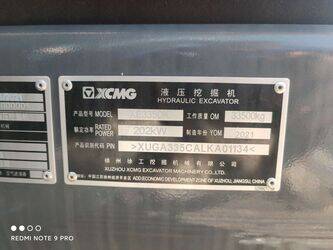 XCMG 液压挖掘机
HYDRAULIC EXCAVATOR
产品型号 MODEL 工作质量 OM 33500kg
额定功率 RATED POWER 202kW 制造年份 YOM 2021
产品识别代码 PIN >XUGA335CALKA01134<
徐州徐工挖掘机械有限公司
XUZHOU XCMG EXCAVATOR MACHINERY CO., LTD.
ADD:ECONOMIC DEVELOPMENT ZONE OF XUZHOU, JIANGSU, CHINA
REDMI NOTE 9 PRO